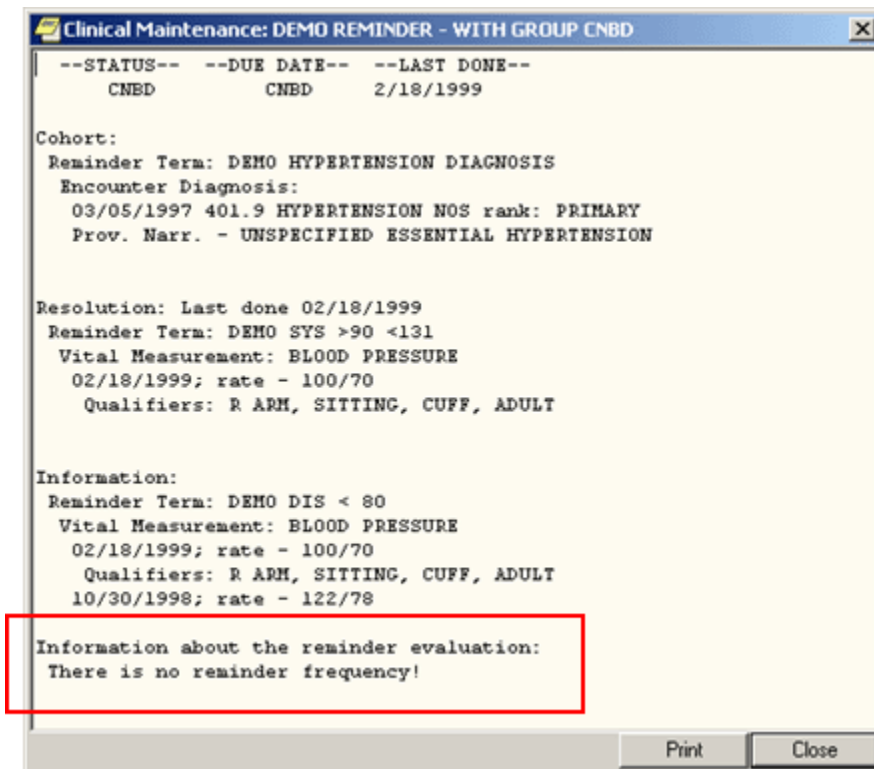 Clinical Maintenance: DEMO REMINDER - WITH GROUP CNBD
--STATUS-- --DUE DATE-- --LAST DONE--
CNBD CNBD 2/18/1999
Cohort:
Reminder Term: DEMO HYPERTENSION DIAGNOSIS
Encounter Diagnosis:
03/05/1997 401.9 HYPERTENSION NOS rank: PRIMARY
Prov. Narr. - UNSPECIFIED ESSENTIAL HYPERTENSION
Resolution: Last done 02/18/1999
Reminder Term: DEMO SYS >90 <131
Vital Measurement: BLOOD PRESSURE
02/18/1999; rate - 100/70
Qualifiers: R ARM, SITTING, CUFF, ADULT
Information:
Reminder Term: DEMO DIS < 80
Vital Measurement: BLOOD PRESSURE
02/18/1999; rate - 100/70
Qualifiers: R ARM, SITTING, CUFF, ADULT
10/30/1998; rate - 122/78
Information about the reminder evaluation:
There is no reminder frequency!
Print Close